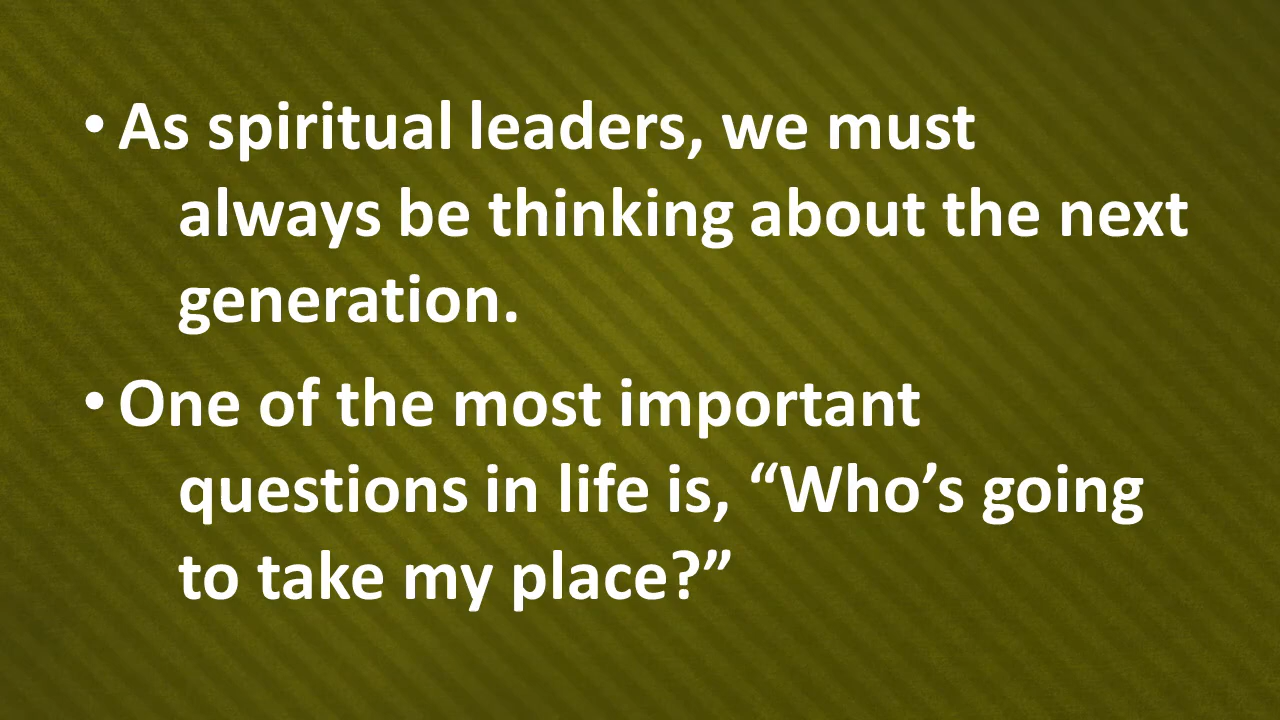 • As spiritual leaders, we must
always be thinking about the next
generation.
• One of the most important
questions in life is, “Who’s going
to take my place?”